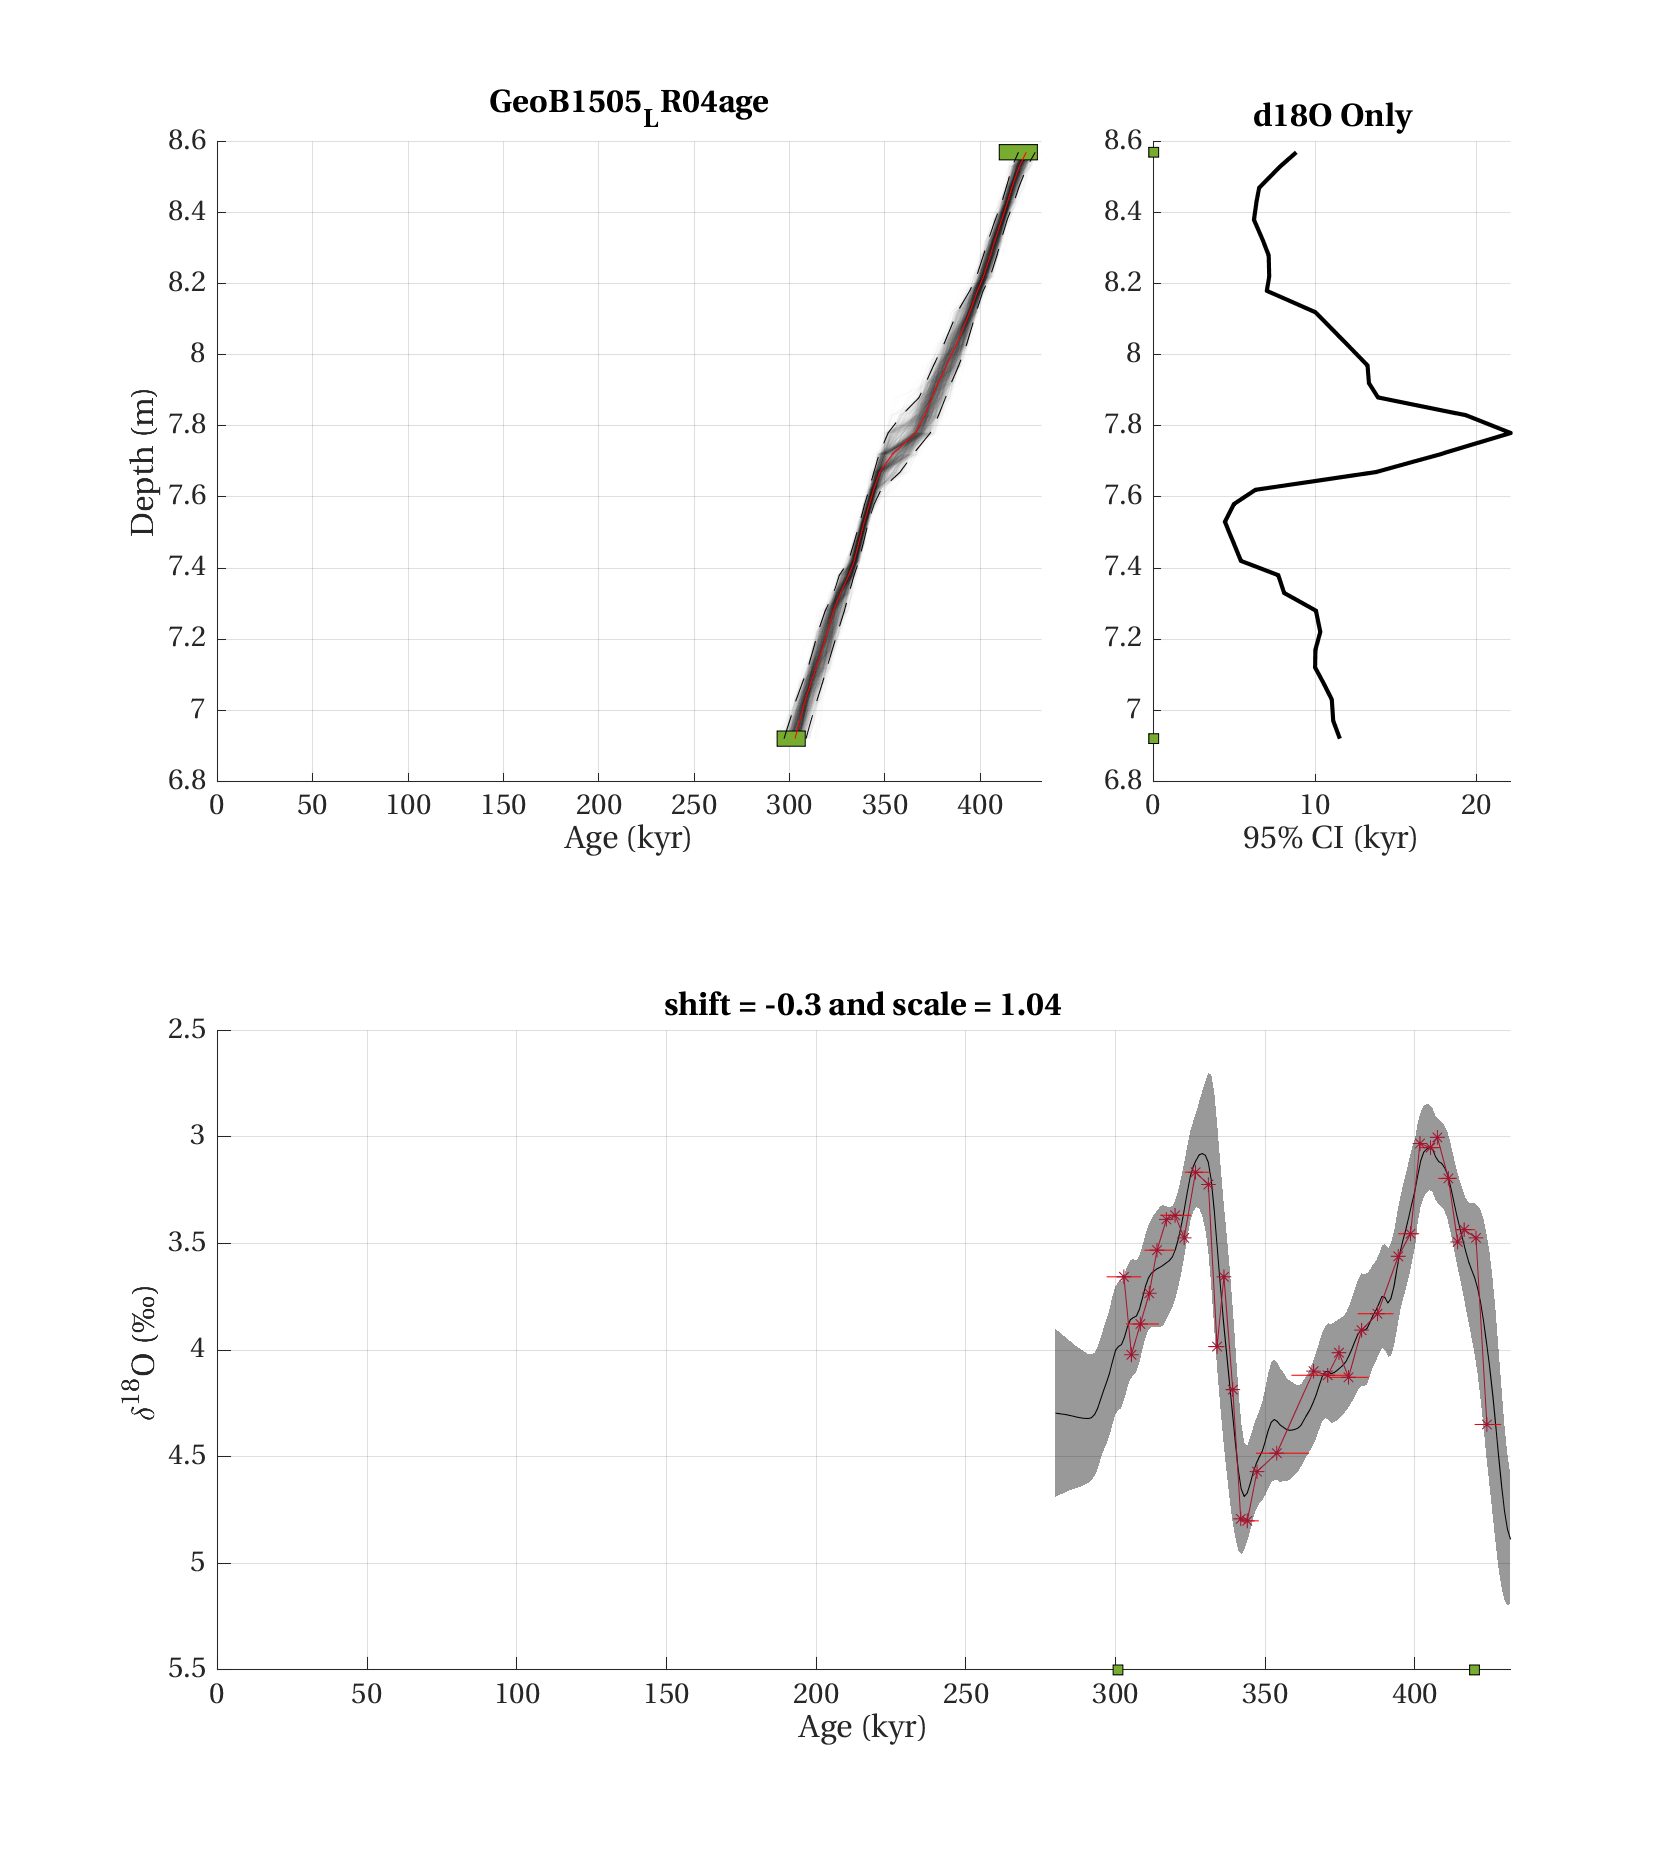 GeoB1505LR04age
8.6
8.4
8.2
8
7.8
7.6
7.4
7.2
7
6.8
Depth (m)
0 50 100 150 200 250 300 350 400
Age (kyr)
d18O Only
8.6
8.4
8.2
8
7.8
7.6
7.4
7.2
7
6.8
0 10 20
95% CI (kyr)
shift = -0.3 and scale = 1.04
2.5
3
3.5
4
4.5
5
5.5
δ18O (‰)
0 50 100 150 200 250 300 350 400
Age (kyr)